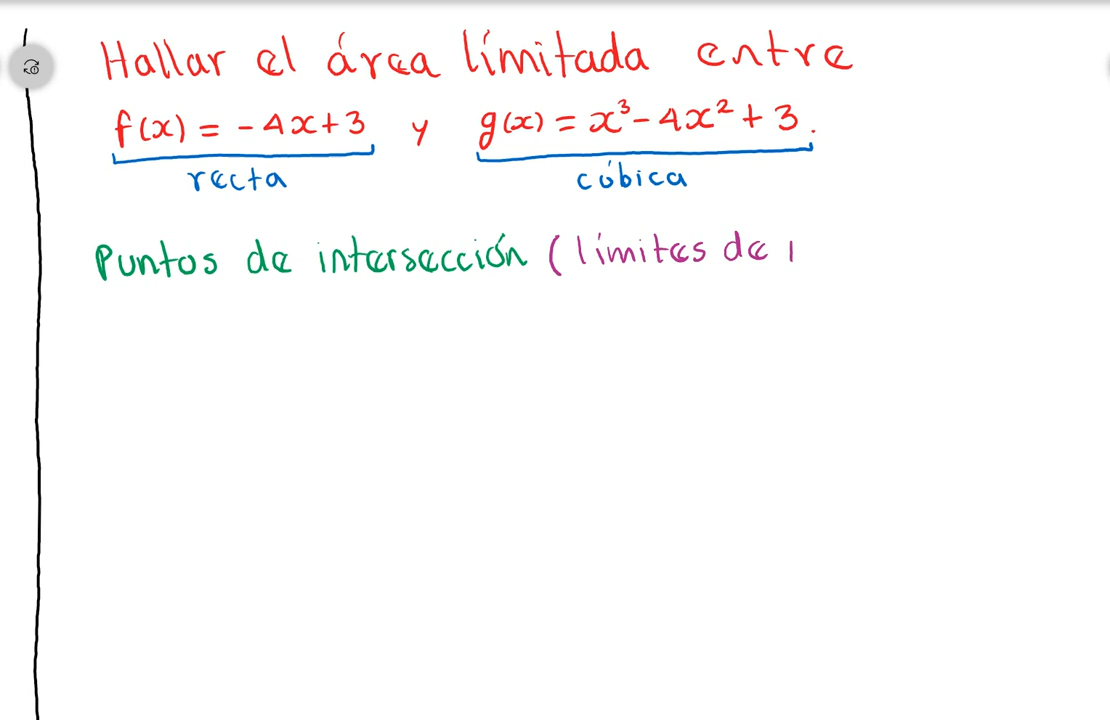 Hallar el área limitada entre
f(x) = -4x+3 y g(x) = x³-4x²+3.
recta cúbica
Puntos de intersección (límites de